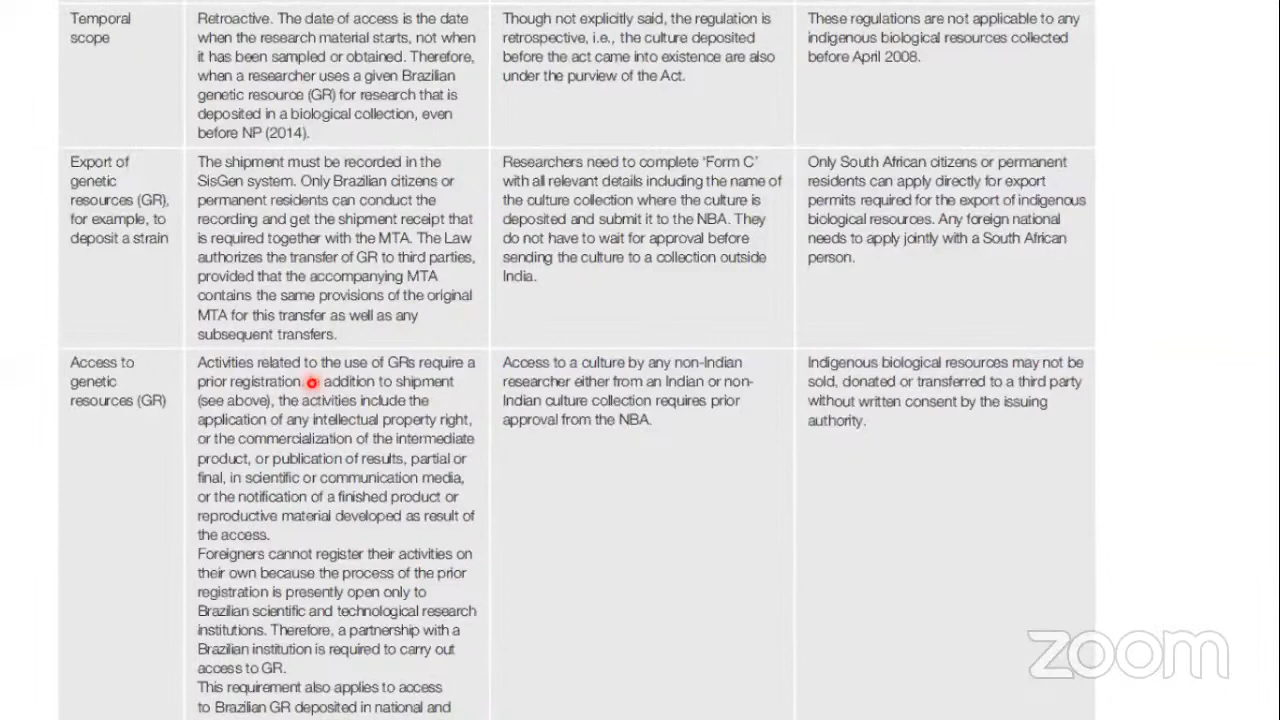 Temporal
scope
Retroactive. The date of access is the date
when the research material starts, not when
it has been sampled or obtained. Therefore,
when a researcher uses a given Brazilian
genetic resource (GR) for research that is
deposited in a biological collection, even
before NP (2014).
Though not explicitly said, the regulation is
retrospective, i.e., the culture deposited
before the act came into existence are also
under the purview of the Act.
These regulations are not applicable to any
indigenous biological resources collected
before April 2008.
Export of
genetic
resources (GR),
for example, to
deposit a strain
The shipment must be recorded in the
SisGen system. Only Brazilian citizens or
permanent residents can conduct the
recording and get the shipment receipt that
is required together with the MTA. The Law
authorizes the transfer of GR to third parties,
provided that the accompanying MTA
contains the same provisions of the original
MTA for this transfer as well as any
subsequent transfers.
Researchers need to complete 'Form C'
with all relevant details including the name of
the culture collection where the culture is
deposited and submit it to the NBA. They
do not have to wait for approval before
sending the culture to a collection outside
India.
Only South African citizens or permanent
residents can apply directly for export
permits required for the export of indigenous
biological resources. Any foreign national
needs to apply jointly with a South African
person.
Access to
genetic
resources (GR)
Activities related to the use of GRs require a
prior registration, addition to shipment
(see above), the activities include the
application of any intellectual property right,
or the commercialization of the intermediate
product, or publication of results, partial or
final, in scientific or communication media,
or the notification of a finished product or
reproductive material developed as result of
the access.
Foreigners cannot register their activities on
their own because the process of the prior
registration is presently open only to
Brazilian scientific and technological research
institutions. Therefore, a partnership with a
Brazilian institution is required to carry out
access to GR.
This requirement also applies to access
to Brazilian GR deposited in national and
Access to a culture by any non-Indian
researcher either from an Indian or non-
Indian culture collection requires prior
approval from the NBA.
Indigenous biological resources may not be
sold, donated or transferred to a third party
without written consent by the issuing
authority.
zoom